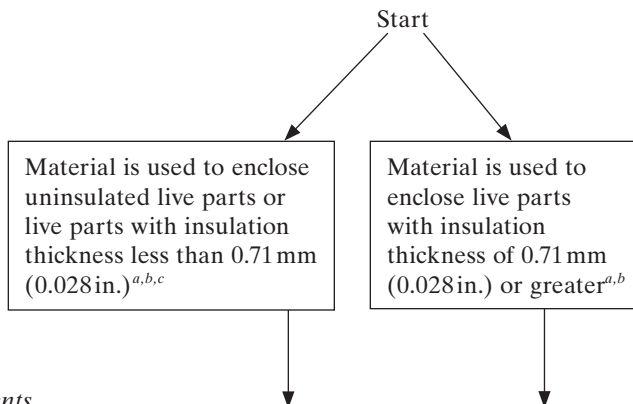 Start
Material is used to enclose
uninsulated live parts or
live parts with insulation
thickness less than 0.71 mm
(0.028 in.)a,b,c
Material is used to
enclose live parts
with insulation
thickness of 0.71 mm
(0.028 in.) or greatera,b